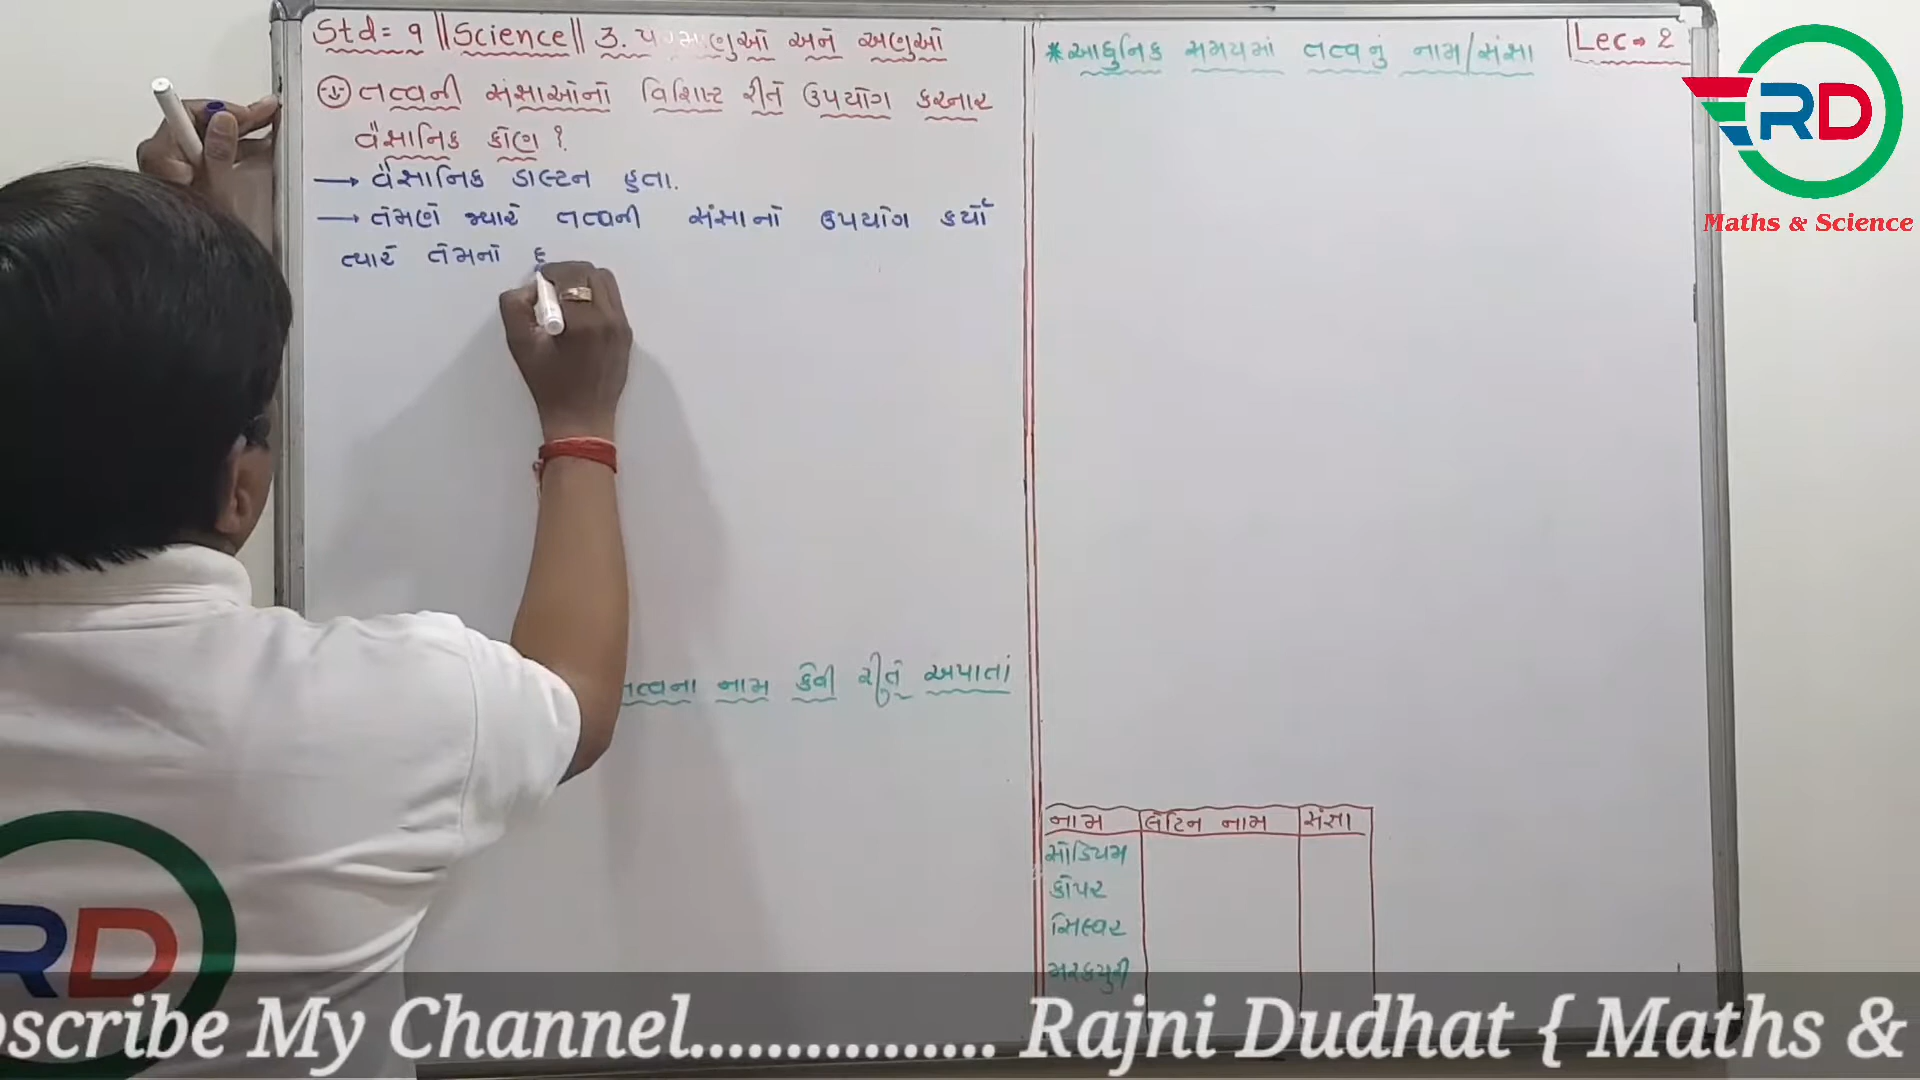 Std = 9 || Science || 3. પરમાણુઓ અને અણુઓ
તત્વની સંજ્ઞાઓનો વિશિષ્ટ રીતે ઉપયોગ કરનાર
વૈજ્ઞાનિક કોણ ?
→ વૈજ્ઞાનિક ડાલ્ટન હતા.
→ તેમણે જ્યારે તત્વની સંજ્ઞાનો ઉપયોગ કર્યો
ત્યારે તેમનો
તત્વના નામ કેવી રીતે અપાતાં
* આધુનિક સમયમાં તત્વનું નામ/સંજ્ઞા
Lec → 2
નામ લેટિન નામ સંજ્ઞા
સોડિયમ
કોપર
સિલ્વર
મરક્યુરી
RD
Maths & Science
RD
bscribe My Channel............... Rajni Dudhat { Maths &